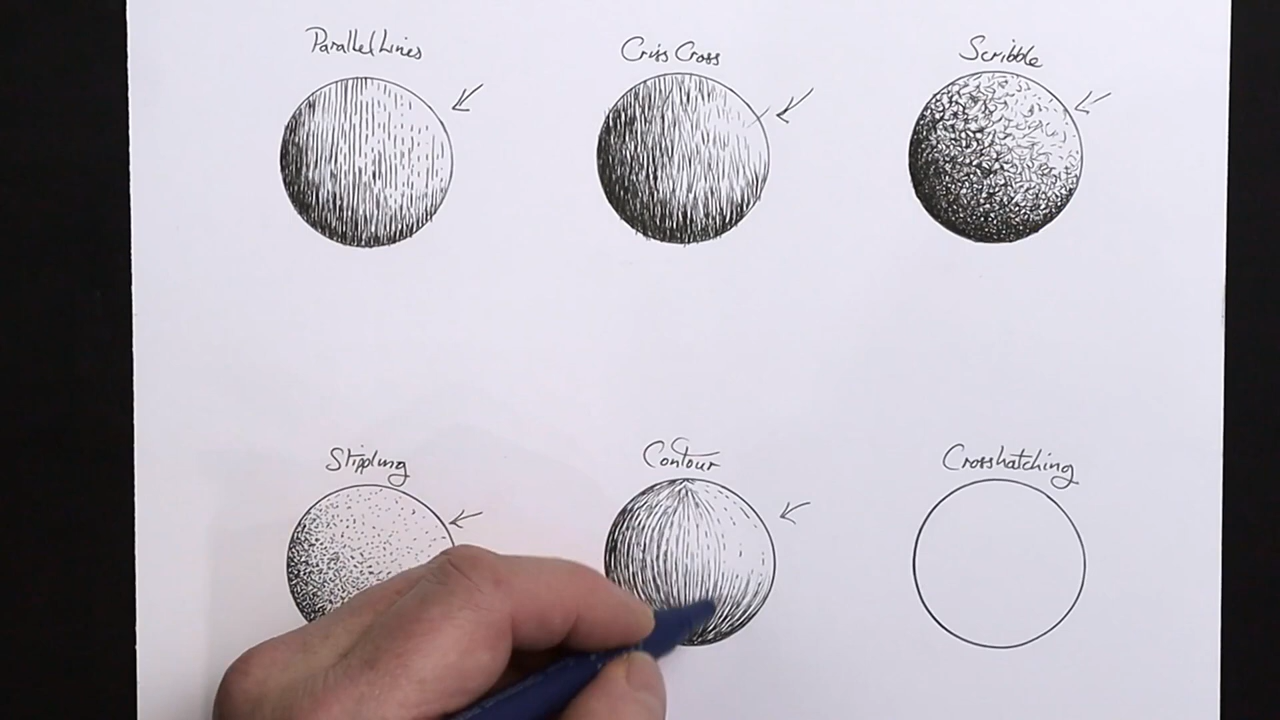 Parallel Lines
Criss Cross
Scribble
Stippling
Contour
Crosshatching